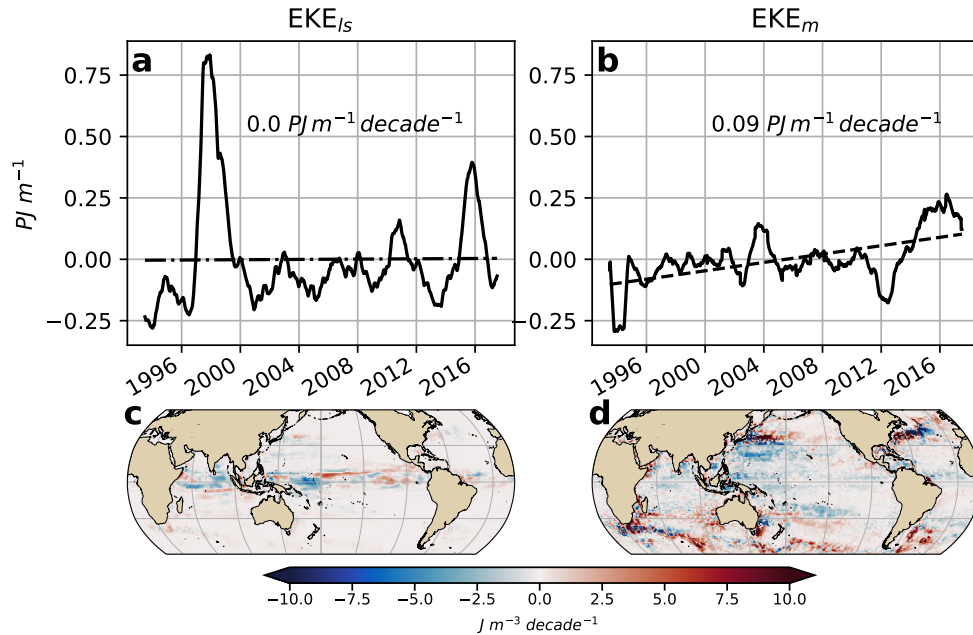 EKE_ls EKE_m
a b
0.75 0.75
0.0 PJ m⁻¹ decade⁻¹ 0.09 PJ m⁻¹ decade⁻¹
0.50 0.50
PJ m⁻¹
0.25 0.25
0.00 0.00
−0.25 −0.25
1996 2000 2004 2008 2012 2016 1996 2000 2004 2008 2012 2016
c d
−10.0 −7.5 −5.0 −2.5 0.0 2.5 5.0 7.5 10.0
J m⁻³ decade⁻¹